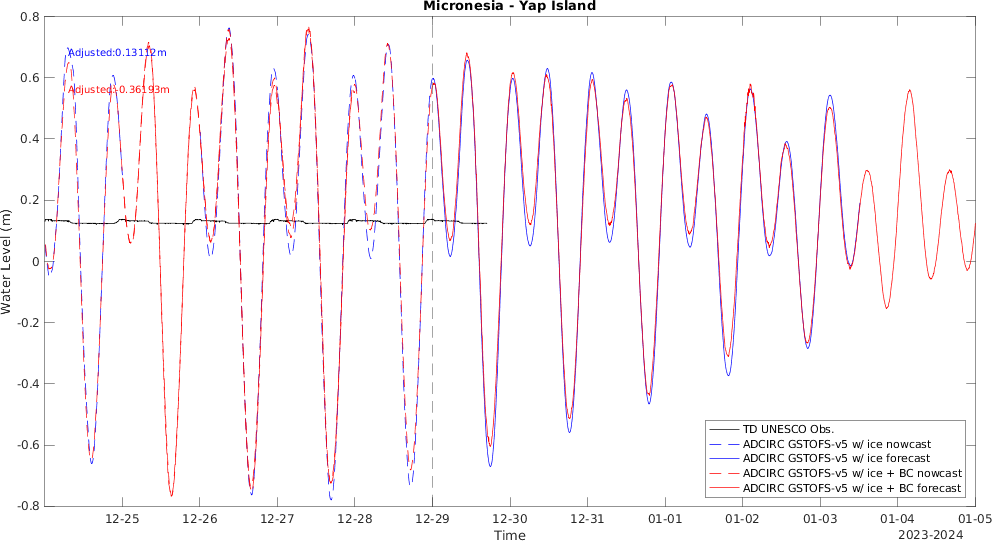 Micronesia - Yap Island
Adjusted:0.13112m
Adjusted:-0.36193m
Water Level (m)
0.8
0.6
0.4
0.2
0
-0.2
-0.4
-0.6
-0.8
TD UNESCO Obs.
ADCIRC GSTOFS-v5 w/ ice nowcast
ADCIRC GSTOFS-v5 w/ ice forecast
ADCIRC GSTOFS-v5 w/ ice + BC nowcast
ADCIRC GSTOFS-v5 w/ ice + BC forecast
12-25 12-26 12-27 12-28 12-29 12-30 12-31 01-01 01-02 01-03 01-04 01-05
Time
2023-2024